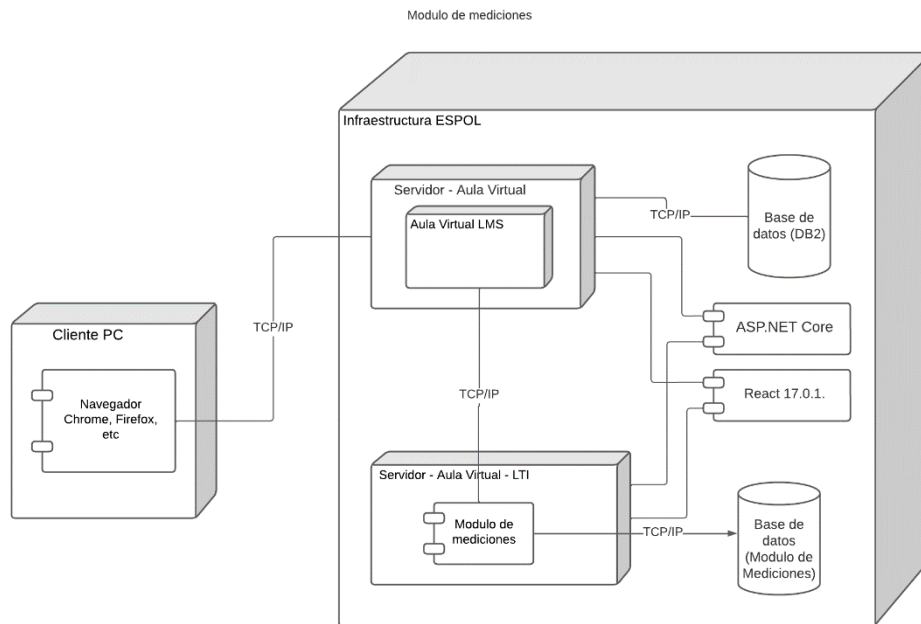 Modulo de mediciones
Infraestructura ESPOL
Servidor - Aula Virtual
Aula Virtual LMS
TCP/IP
Base de
datos (DB2)
TCP/IP
Cliente PC
Navegador
Chrome, Firefox,
etc
ASP.NET Core
React 17.0.1.
TCP/IP
Servidor - Aula Virtual - LTI
Modulo de
mediciones
TCP/IP
Base de
datos
(Modulo de
Mediciones)